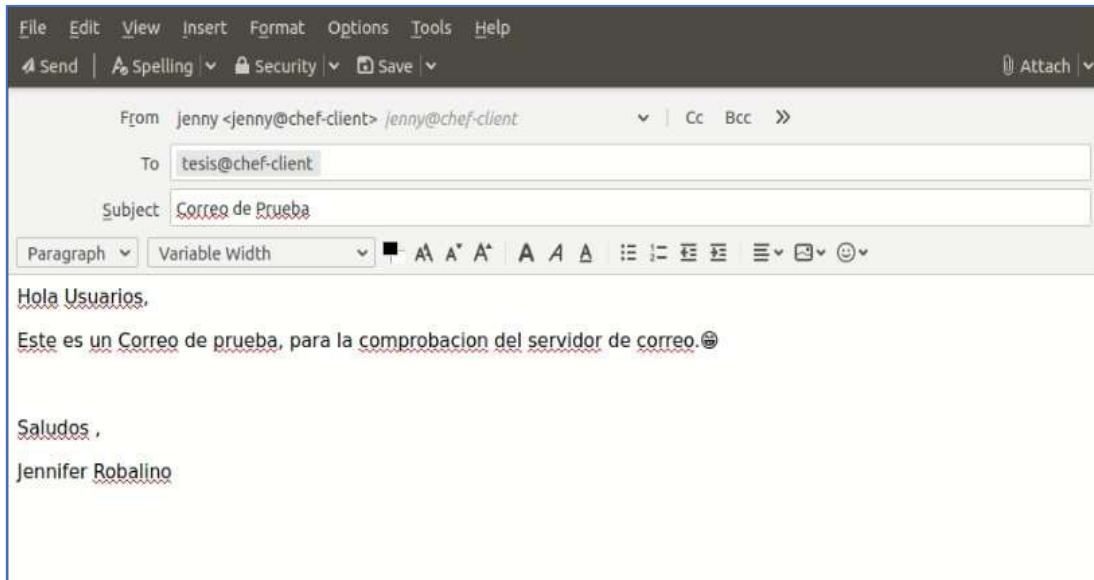 File Edit View Insert Format Options Tools Help
Send Spelling Security Save Attach
From jenny <jenny@chef-client> jenny@chef-client Cc Bcc »
To tesis@chef-client
Subject Correo de Prueba
Paragraph Variable Width
Hola Usuarios,
Este es un Correo de prueba, para la comprobacion del servidor de correo.😁
Saludos ,
Jennifer Robalino